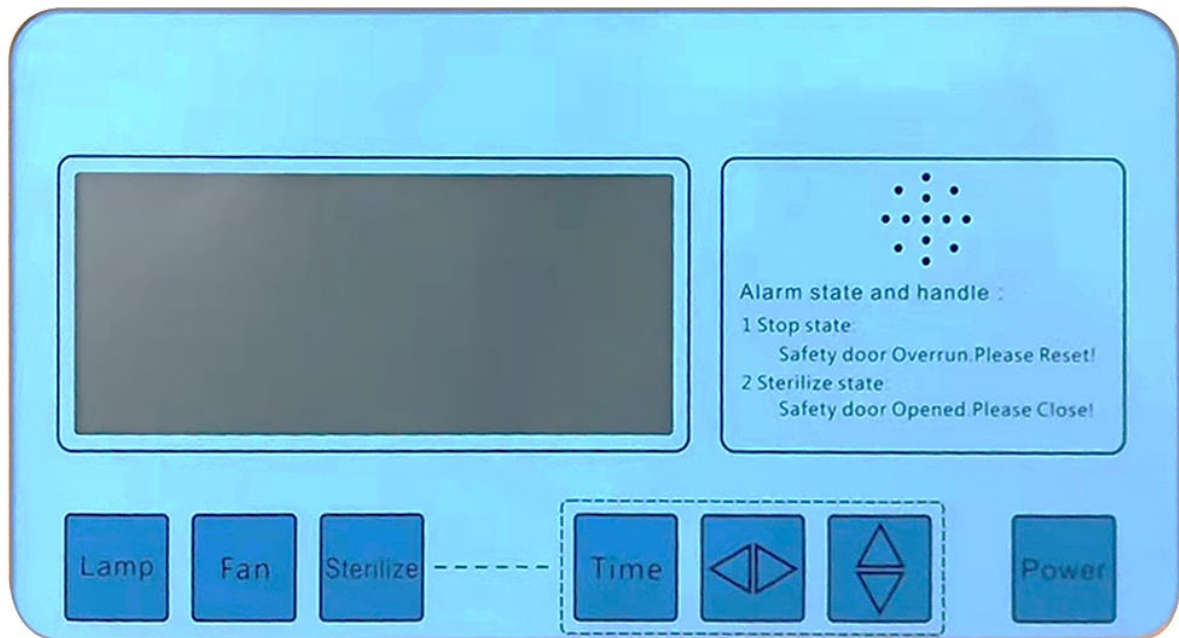 Alarm state and handle :
1 Stop state:
Safety door Overrun.Please Reset!
2 Sterilize state:
Safety door Opened.Please Close!
Lamp Fan Sterilize Time Power